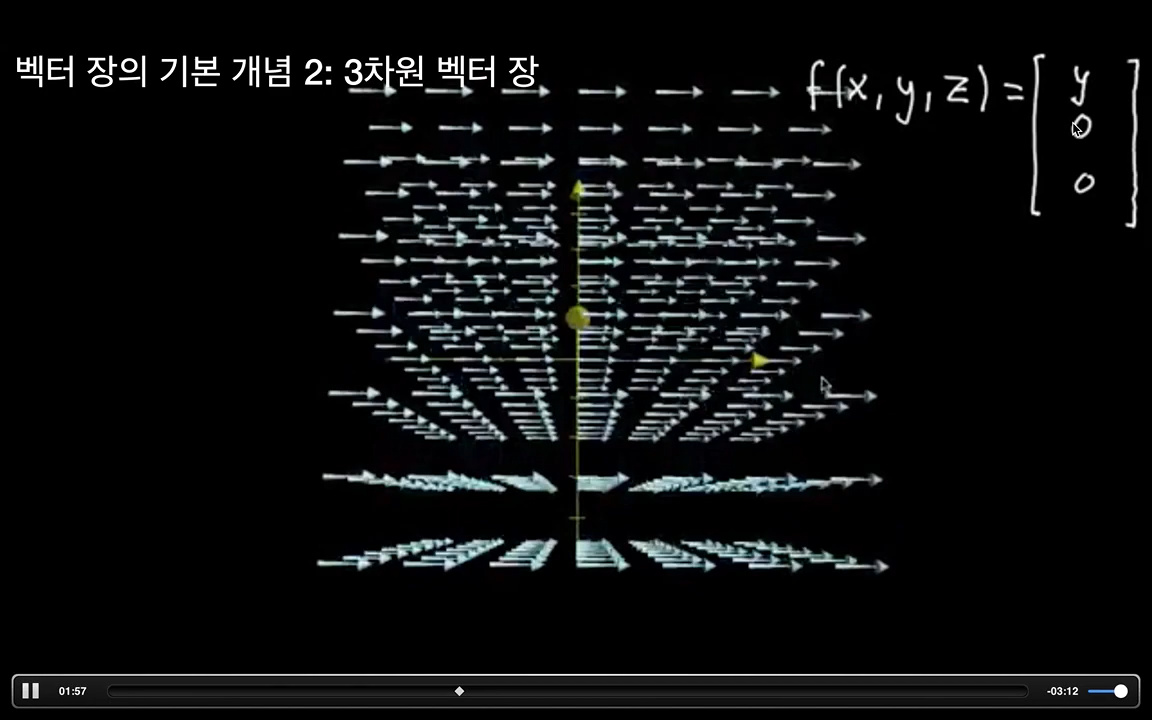 벡터 장의 기본 개념 2: 3차원 벡터 장
f(x, y, z) = [ y
0
0 ]
01:57
-03:12